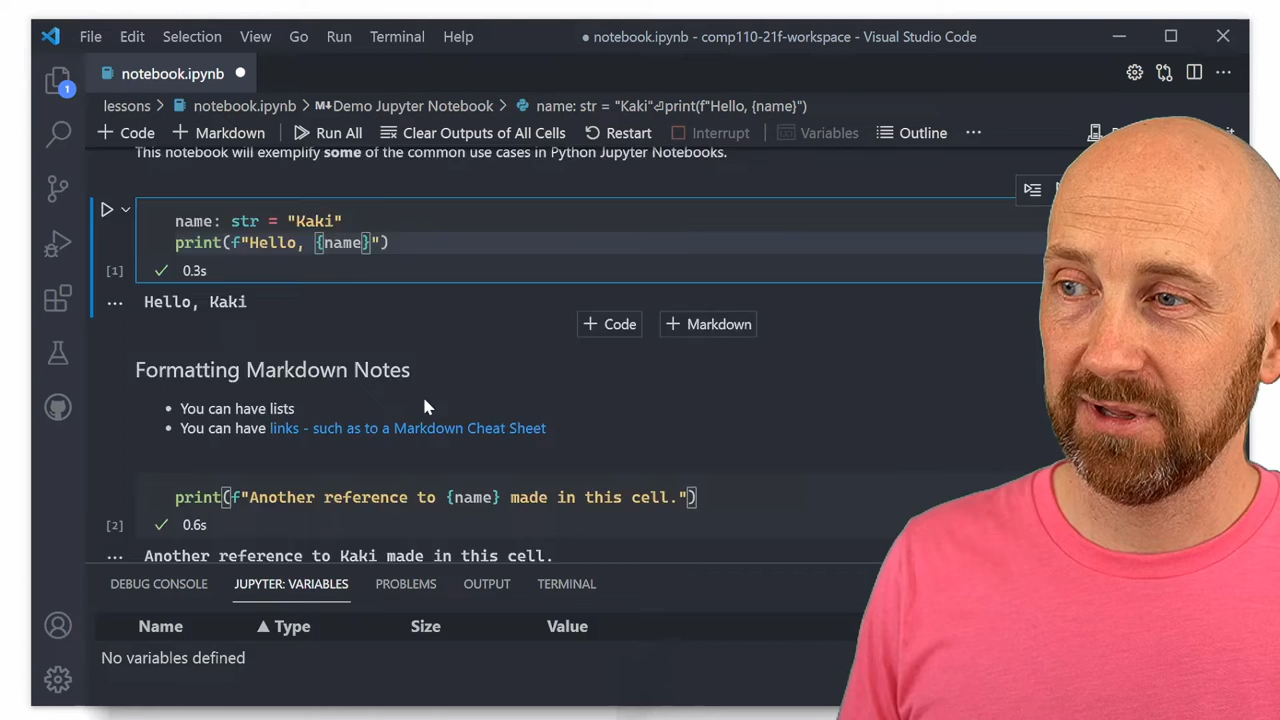 File Edit Selection View Go Run Terminal Help ● notebook.ipynb - comp110-21f-workspace - Visual Studio Code
1 notebook.ipynb ●
lessons > notebook.ipynb > M↓Demo Jupyter Notebook > name: str = "Kaki"⏎print(f"Hello, {name}")
+ Code + Markdown Run All Clear Outputs of All Cells Restart Interrupt Variables Outline ...
This notebook will exemplify some of the common use cases in Python Jupyter Notebooks.
name: str = "Kaki"
print(f"Hello, {name}")
[1] ✓ 0.3s
... Hello, Kaki
+ Code + Markdown
Formatting Markdown Notes
• You can have lists
• You can have links - such as to a Markdown Cheat Sheet
print(f"Another reference to {name} made in this cell.")
[2] ✓ 0.6s
... Another reference to Kaki made in this cell.
DEBUG CONSOLE JUPYTER: VARIABLES PROBLEMS OUTPUT TERMINAL
Name ▲ Type Size Value
No variables defined